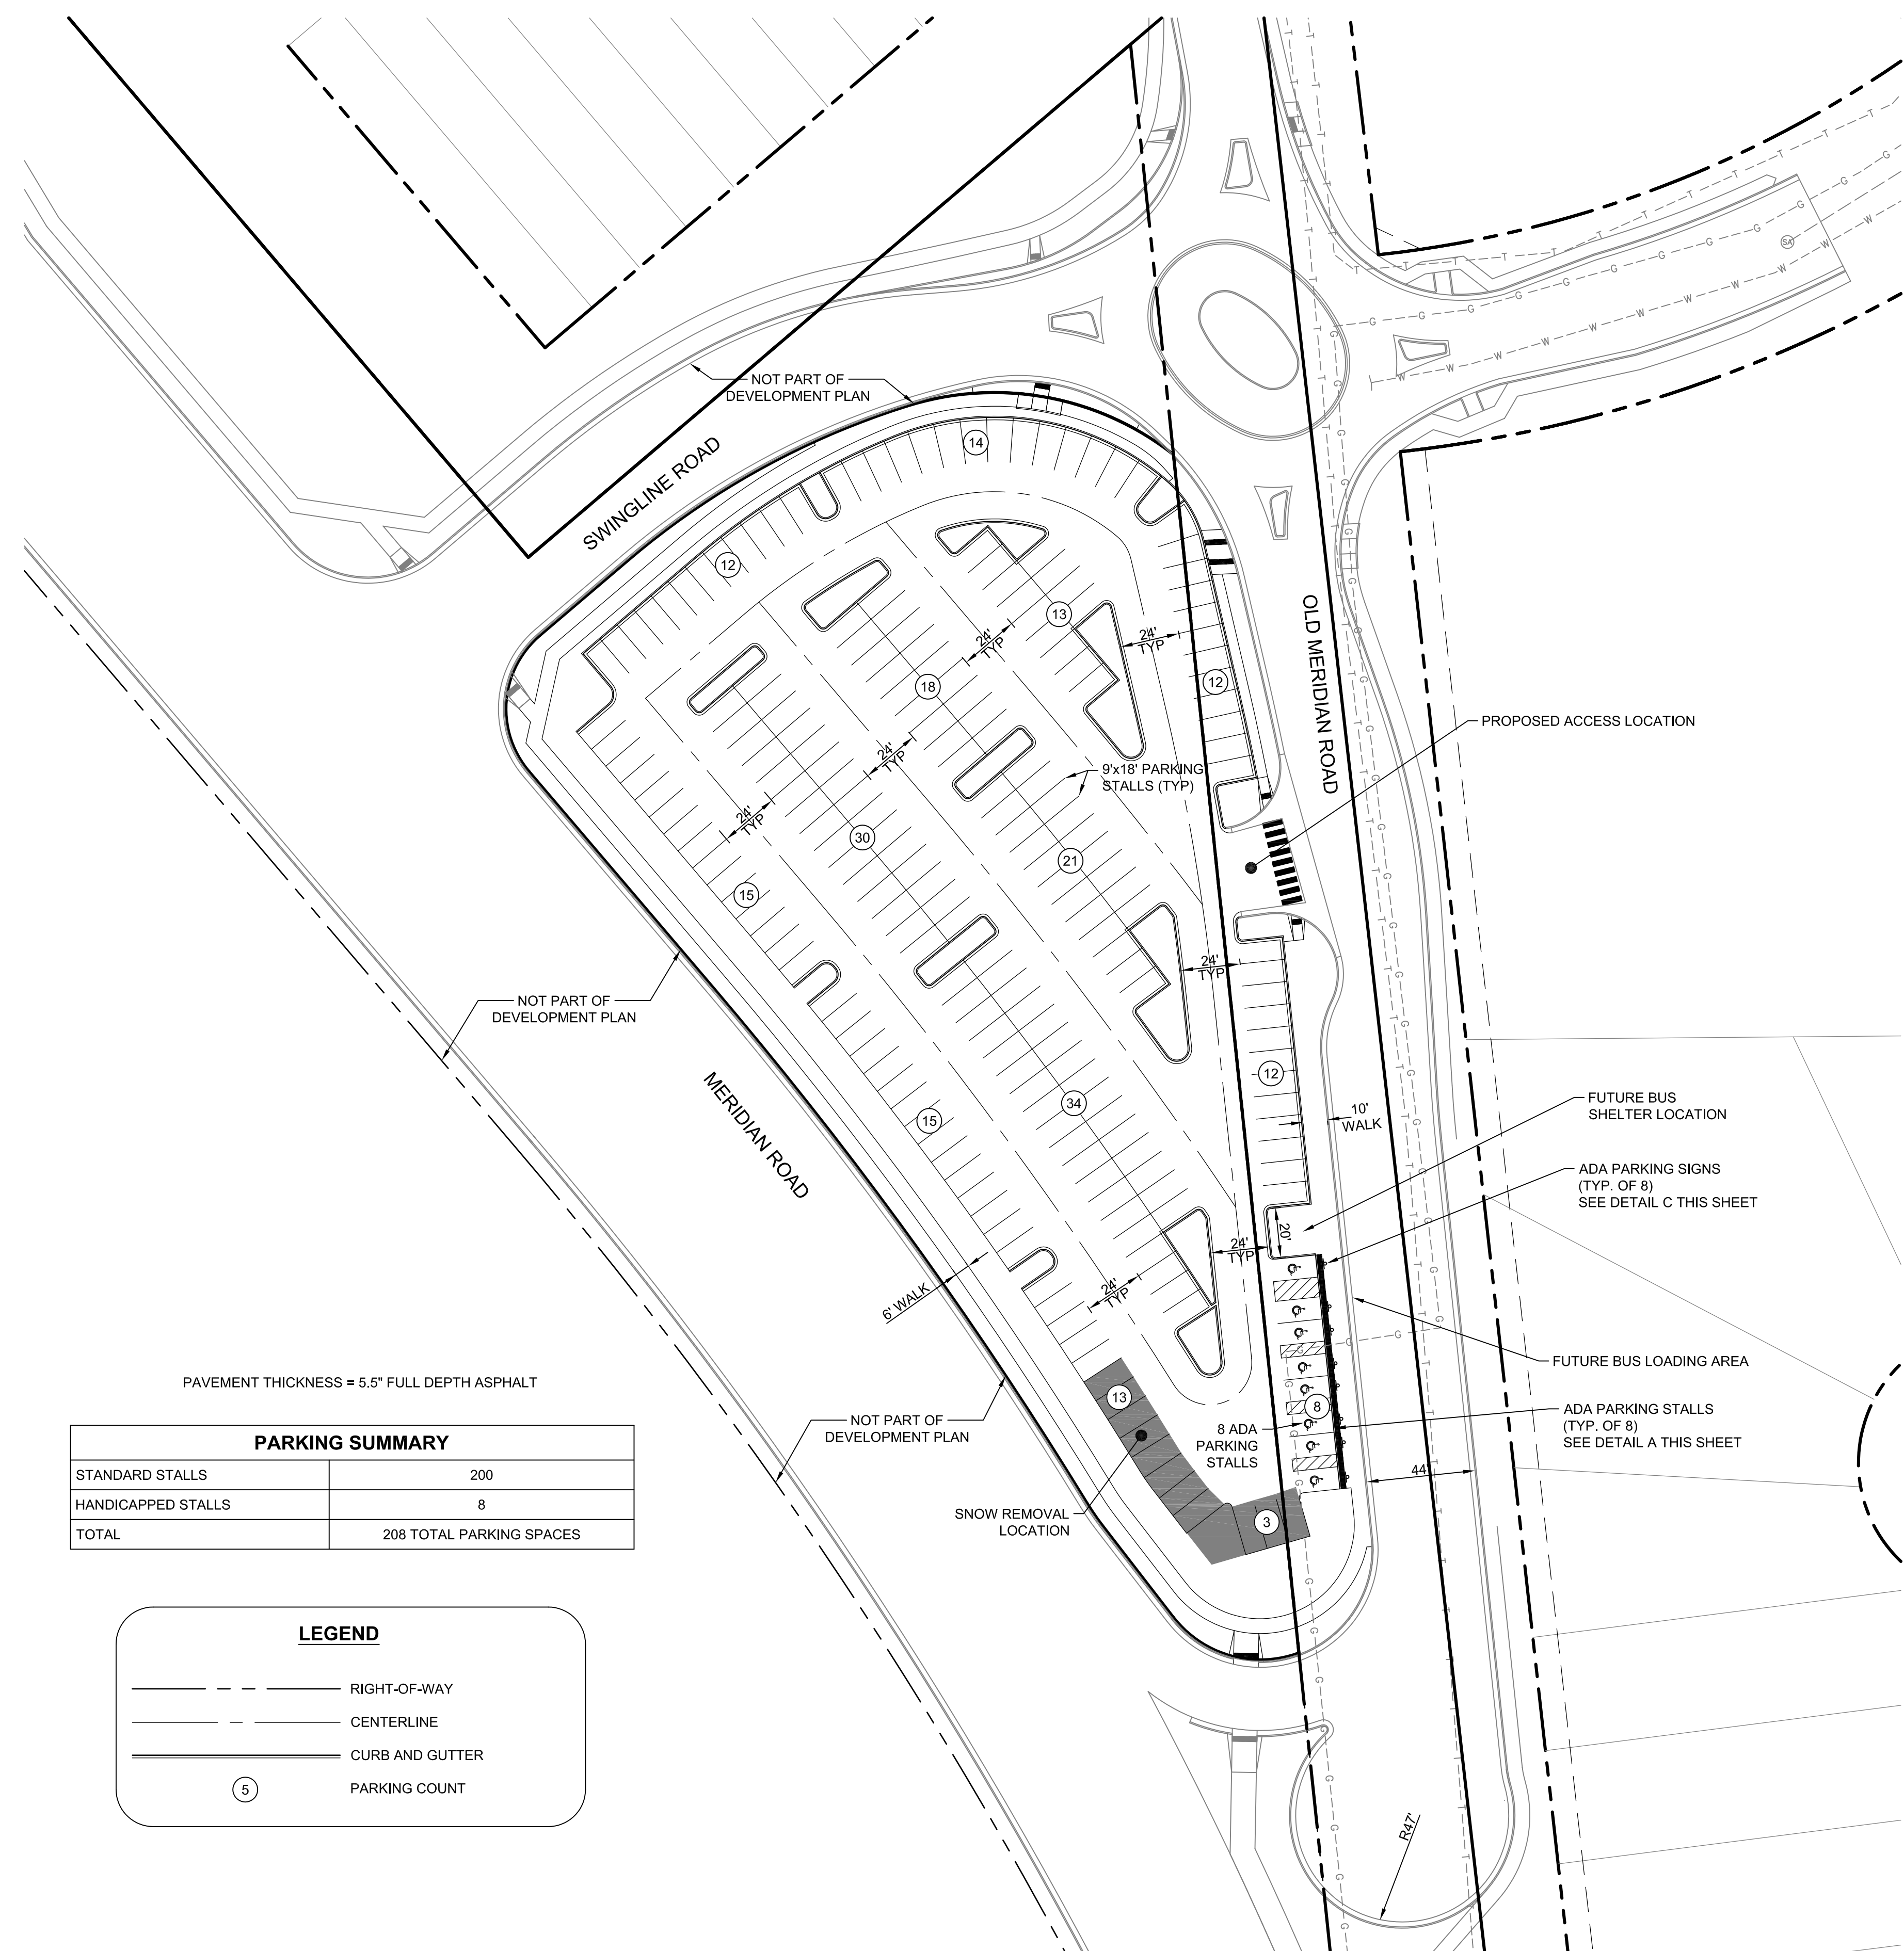 NOT PART OF
DEVELOPMENT PLAN
SWINGLINE ROAD
14
12
13
24'
TYP
24'
TYP
18
12
OLD MERIDIAN ROAD
PROPOSED ACCESS LOCATION
24'
TYP
9'x18' PARKING
STALLS (TYP)
24'
TYP
30
21
15
24'
TYP
NOT PART OF
DEVELOPMENT PLAN
MERIDIAN ROAD
12
34
15
10'
WALK
FUTURE BUS
SHELTER LOCATION
ADA PARKING SIGNS
(TYP. OF 8)
SEE DETAIL C THIS SHEET
20'
24'
TYP
24'
TYP
6' WALK
FUTURE BUS LOADING AREA
13
8
8 ADA
PARKING
STALLS
ADA PARKING STALLS
(TYP. OF 8)
SEE DETAIL A THIS SHEET
NOT PART OF
DEVELOPMENT PLAN
44'
SNOW REMOVAL
LOCATION
3
R47'
SA
PAVEMENT THICKNESS = 5.5" FULL DEPTH ASPHALT
PARKING SUMMARY
STANDARD STALLS 200
HANDICAPPED STALLS 8
TOTAL 208 TOTAL PARKING SPACES
LEGEND
RIGHT-OF-WAY
CENTERLINE
CURB AND GUTTER
5 PARKING COUNT